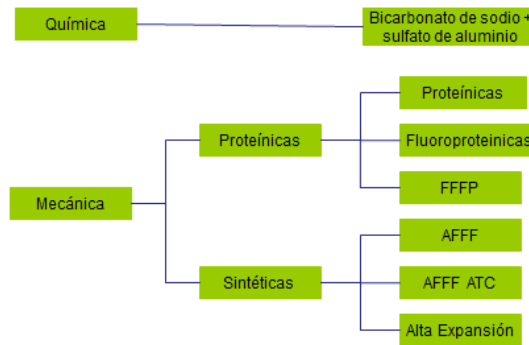 Química
Bicarbonato de sodio +
sulfato de aluminio
Proteínicas
Proteínicas
Fluoroproteinicas
FFFP
Mecánica
AFFF
Sintéticas
AFFF ATC
Alta Expansión